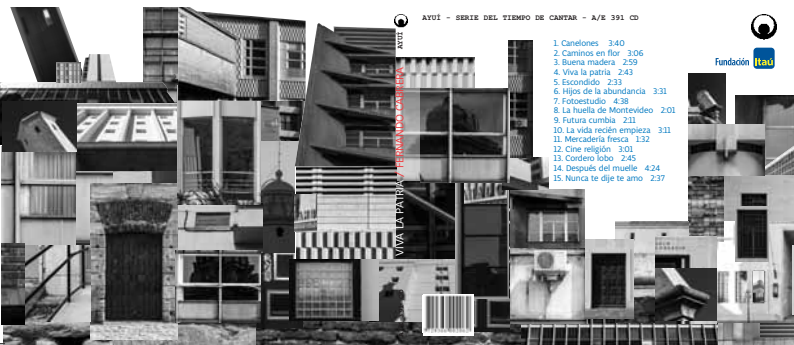 AYUÍ - SERIE DEL TIEMPO DE CANTAR - A/E 391 CD
AYUÍ
VIVA LA PATRIA / FERNANDO CABRERA
1. Canelones 3:40
2. Caminos en flor 3:06
3. Buena madera 2:59
4. Viva la patria 2:43
5. Escondido 2:33
6. Hijos de la abundancia 3:31
7. Fotoestudio 4:38
8. La huella de Montevideo 2:01
9. Futura cumbia 2:11
10. La vida recién empieza 3:11
11. Mercadería fresca 1:32
12. Cine religión 3:01
13. Cordero lobo 2:45
14. Después del muelle 4:24
15. Nunca te dije te amo 2:37
Fundación Itaú